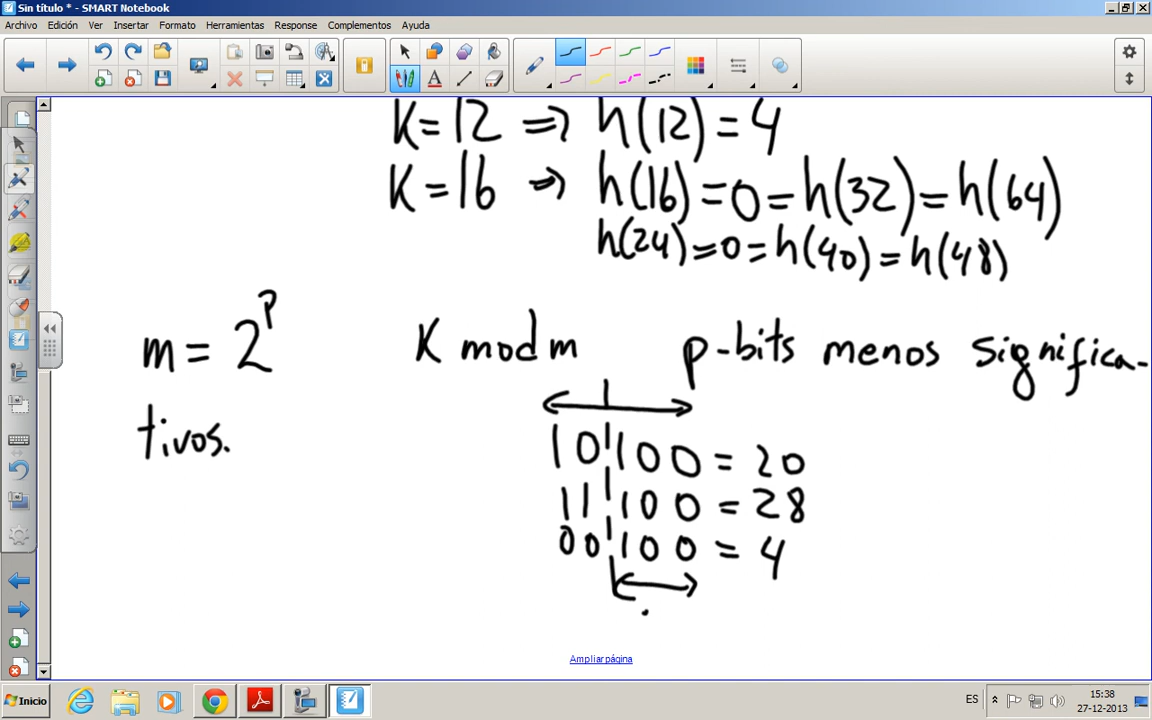 Sin título * - SMART Notebook
Archivo Edición Ver Insertar Formato Herramientas Response Complementos Ayuda
K=12 => h(12) = 4
K=16 => h(16) = 0 = h(32) = h(64)
h(24) = 0 = h(40) = h(48)
m = 2^p K mod m p-bits menos significa-
tivos.
10100 = 20
11100 = 28
00100 = 4
Ampliar página
Inicio
ES
15:38
27-12-2013